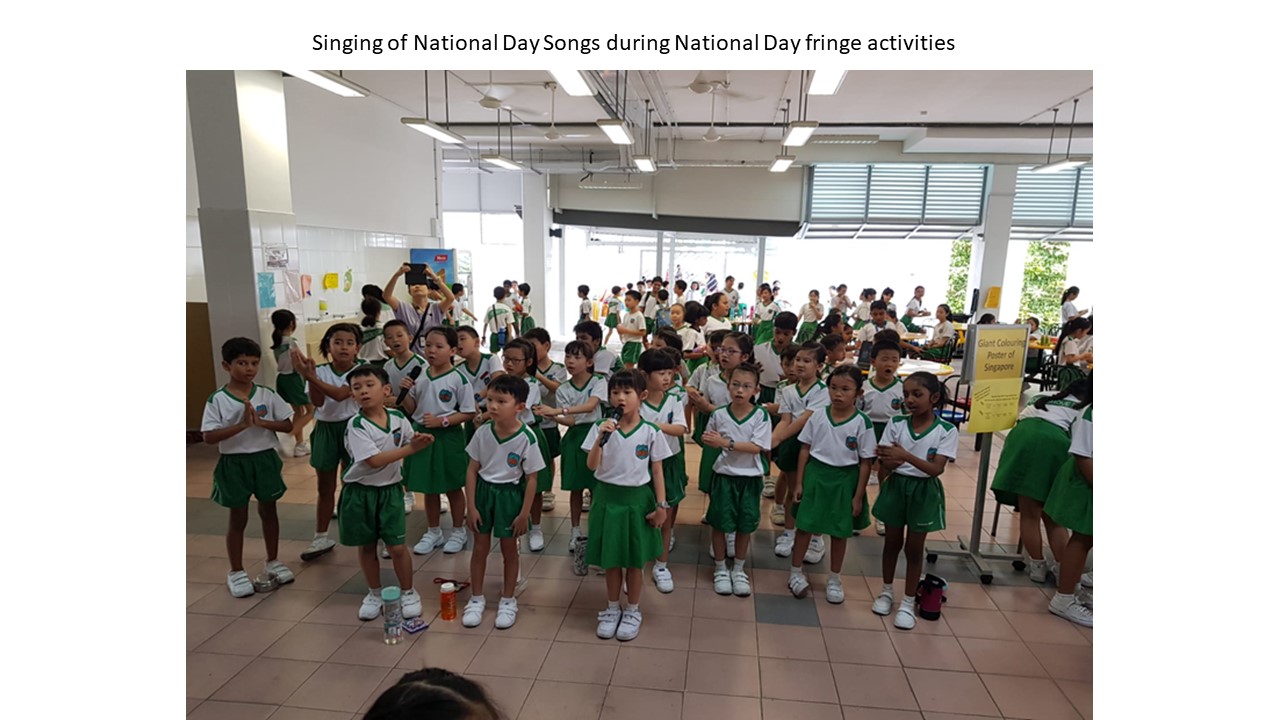 Singing of National Day Songs during National Day fringe activities
Giant Colouring
Poster of
Singapore